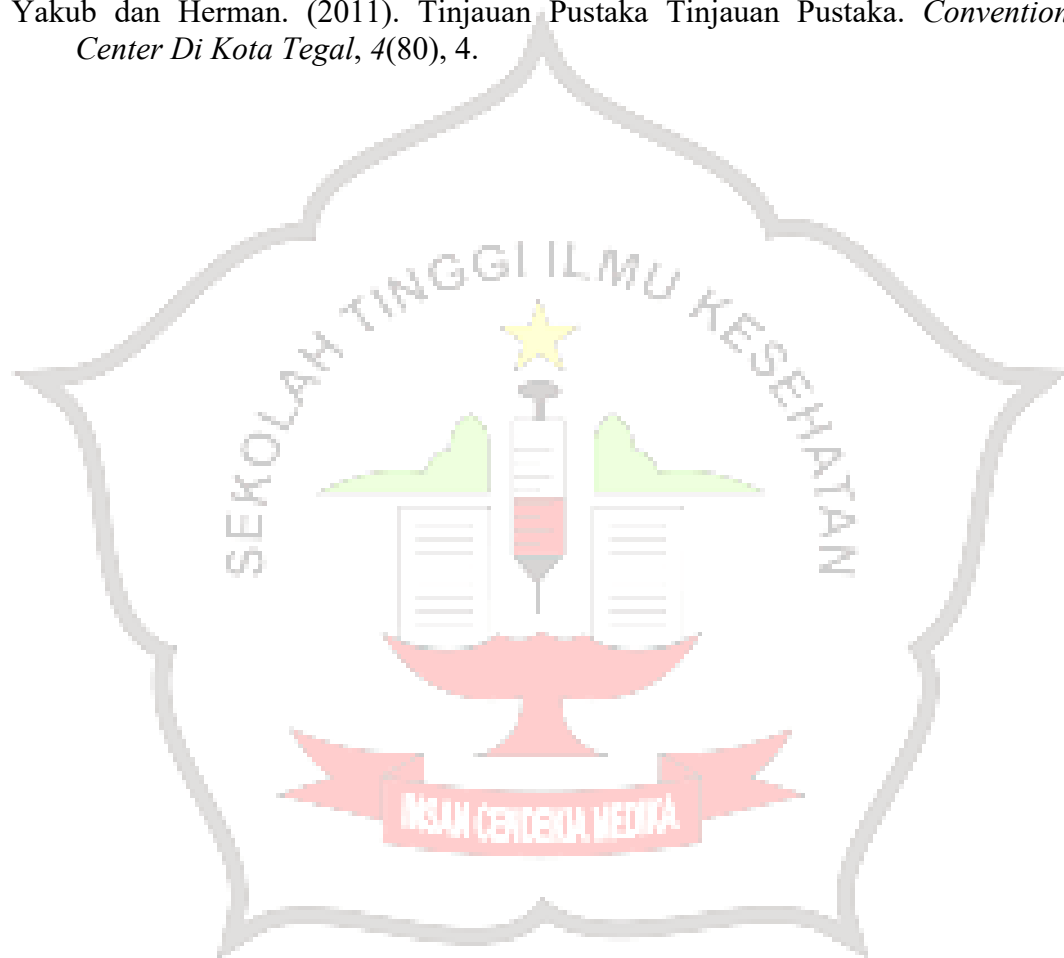 Yakub dan Herman. (2011). Tinjauan Pustaka Tinjauan Pustaka. Convention
Center Di Kota Tegal, 4(80), 4.
SEKOLAH TINGGI ILMU KESEHATAN
INSAN CENDEKIA MEDIKA